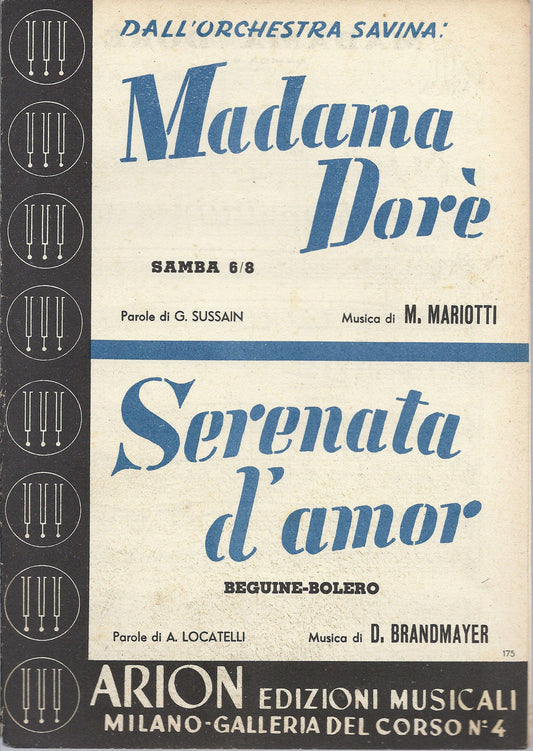 DALL'ORCHESTRA SAVINA:
Madama
Dorè
SAMBA 6/8
Parole di G. SUSSAIN Musica di M. MARIOTTI
Serenata
d'amor
BEGUINE-BOLERO
Parole di A. LOCATELLI Musica di D. BRANDMAYER
175
ARION EDIZIONI MUSICALI
MILANO-GALLERIA DEL CORSO Nº 4